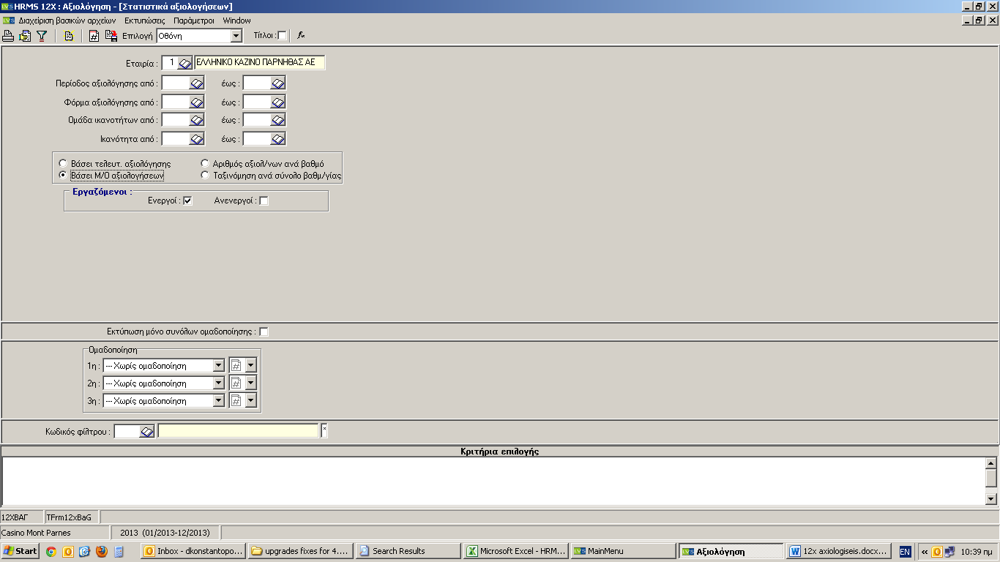 HRMS 12X : Αξιολόγηση - [Στατιστικά αξιολογήσεων]
Διαχείριση βασικών αρχείων Εκτυπώσεις Παράμετροι Window
Επιλογή Οθόνη Τίτλοι : fx
Εταιρία : 1 ΕΛΛΗΝΙΚΟ ΚΑΖΙΝΟ ΠΑΡΝΗΘΑΣ ΑΕ
Περίοδος αξιολόγησης από : έως :
Φόρμα αξιολόγησης από : έως :
Ομάδα ικανοτήτων από : έως :
Ικανότητα από : έως :
Βάσει τελευτ. αξιολόγησης Αριθμός αξιολ/νων ανά βαθμό
Βάσει Μ/Ο αξιολογήσεων Ταξινόμηση ανά σύνολο βαθμ/γίας
Εργαζόμενοι :
Ενεργοί : Ανενεργοί :
Εκτύπωση μόνο συνόλων ομαδοποίησης :
Ομαδοποίηση
1η : --- Χωρίς ομαδοποίηση
2η : --- Χωρίς ομαδοποίηση
3η : --- Χωρίς ομαδοποίηση
Κωδικός φίλτρου :
Κριτήρια επιλογής
12XΒΑΓ TFrm12xBaG
Casino Mont Parnes 2013 (01/2013-12/2013)
Start Inbox - dkonstantopo... upgrades fixes for 4.... Search Results Microsoft Excel - HRM... MainMenu Αξιολόγηση 12x axiologiseis.docx... EN « 10:39 πμ